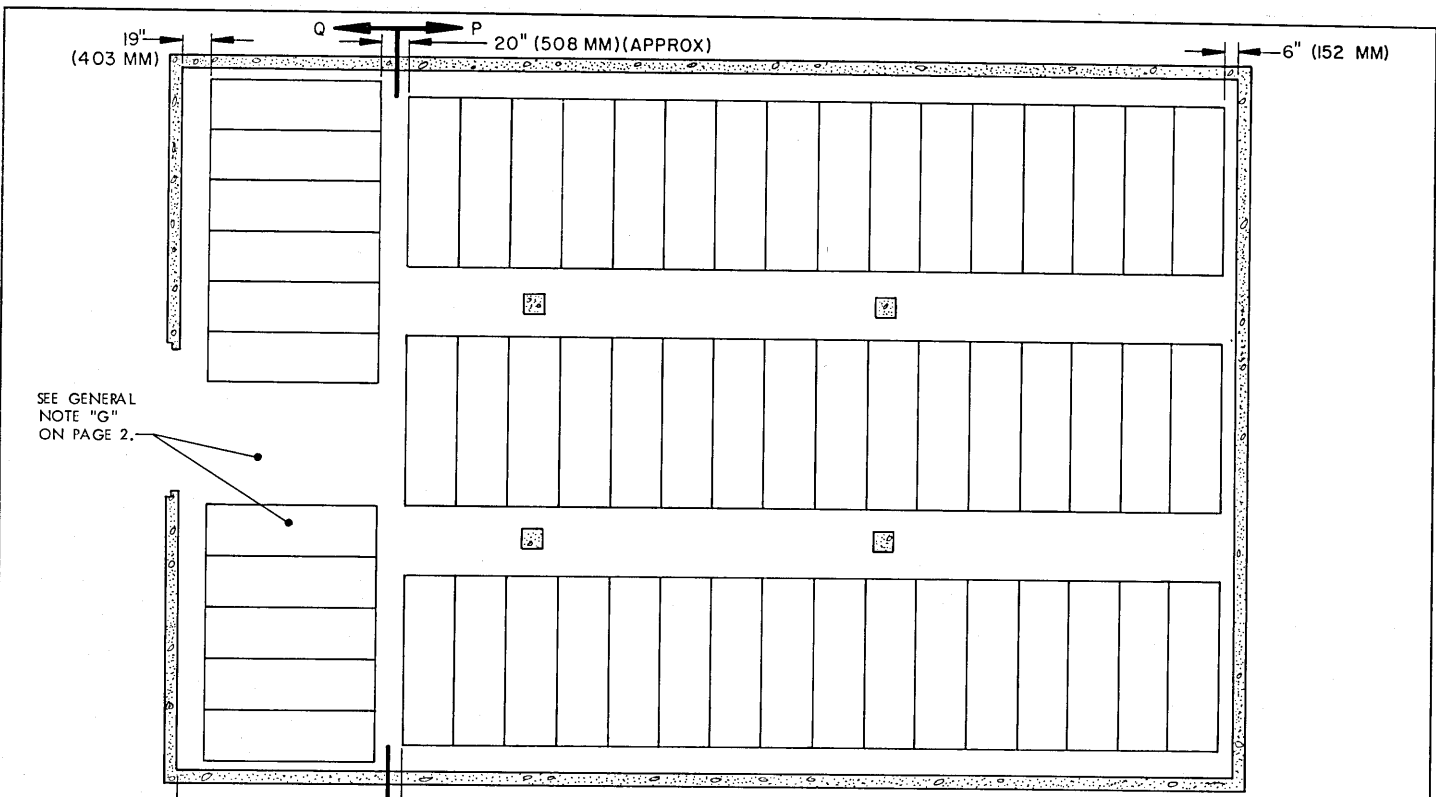 19"
(403 MM)
Q
P
20" (508 MM)(APPROX)
6" (152 MM)
SEE GENERAL
NOTE "G"
ON PAGE 2.